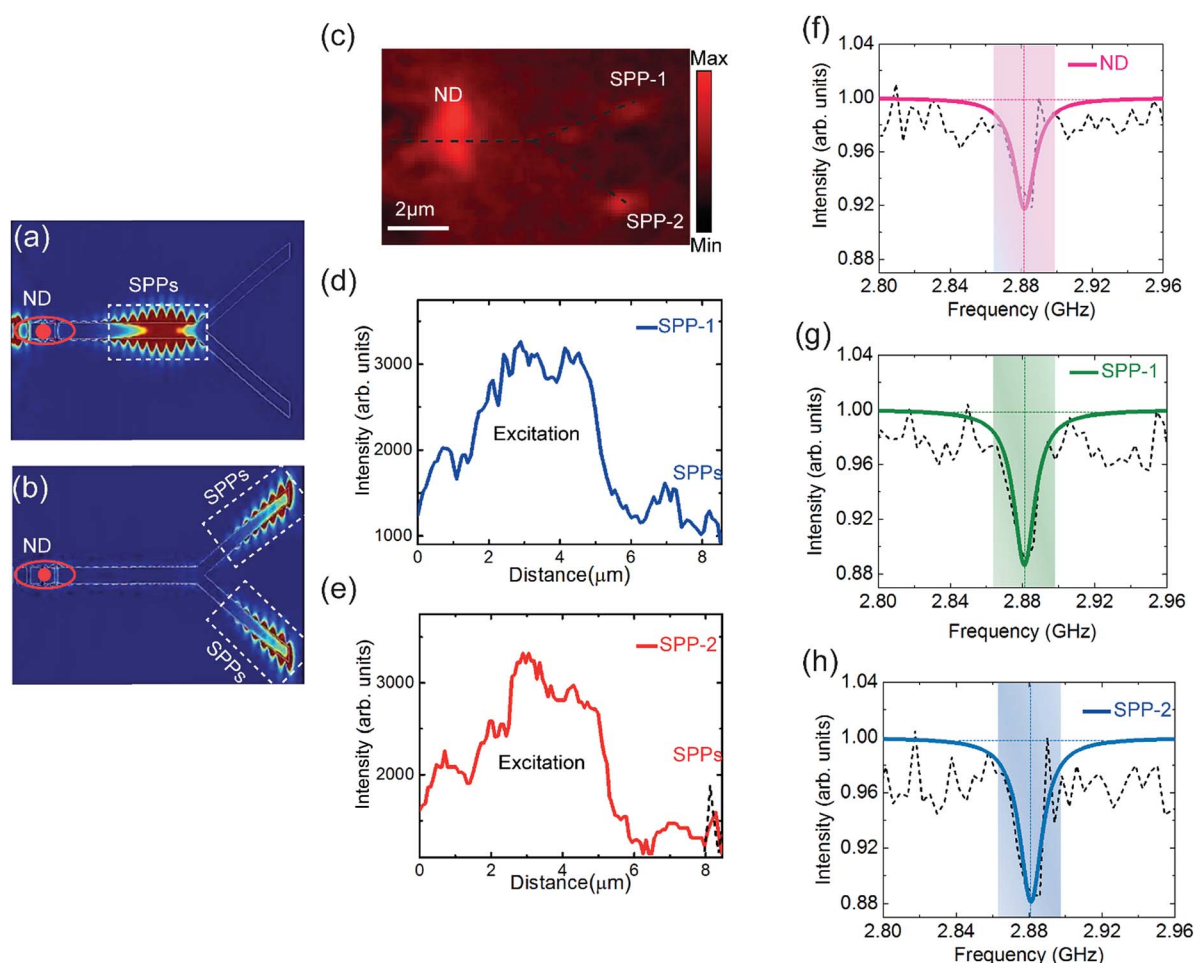 (a)
ND
SPPs
(b)
ND
SPPs
SPPs
(c)
ND
SPP-1
SPP-2
2μm
Max
Min
(d)
SPP-1
Intensity (arb. units)
3000
2000
1000
Excitation
SPPs
0 2 4 6 8
Distance(μm)
(e)
SPP-2
Intensity (arb. units)
3000
2000
Excitation
SPPs
0 2 4 6 8
Distance(μm)
(f)
ND
Intensity (arb. units)
1.04
1.00
0.96
0.92
0.88
2.80 2.84 2.88 2.92 2.96
Frequency (GHz)
(g)
SPP-1
Intensity (arb. units)
1.04
1.00
0.96
0.92
0.88
2.80 2.84 2.88 2.92 2.96
Frequency (GHz)
(h)
SPP-2
Intensity (arb. units)
1.04
1.00
0.96
0.92
0.88
2.80 2.84 2.88 2.92 2.96
Frequency (GHz)